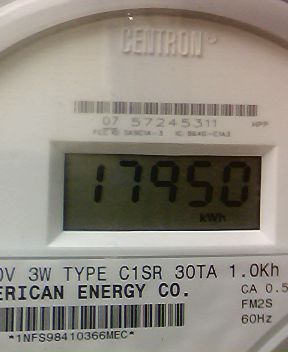 CENTRON®
07 57245311 HPP
17950
kWh
0V 3W TYPE C1SR 30TA 1.0Kh
ERICAN ENERGY CO. CA 0.5
FM2S
60Hz
*1NFS98410366MEC*